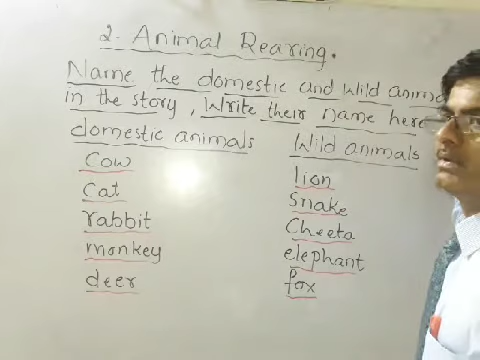 2. Animal Rearing.
Name the domestic and Wild anima
in the story, Write their name here
domestic animals
Wild animals
Cow
Cat
rabbit
monkey
deer
lion
Snake
Cheeta
elephant
fox